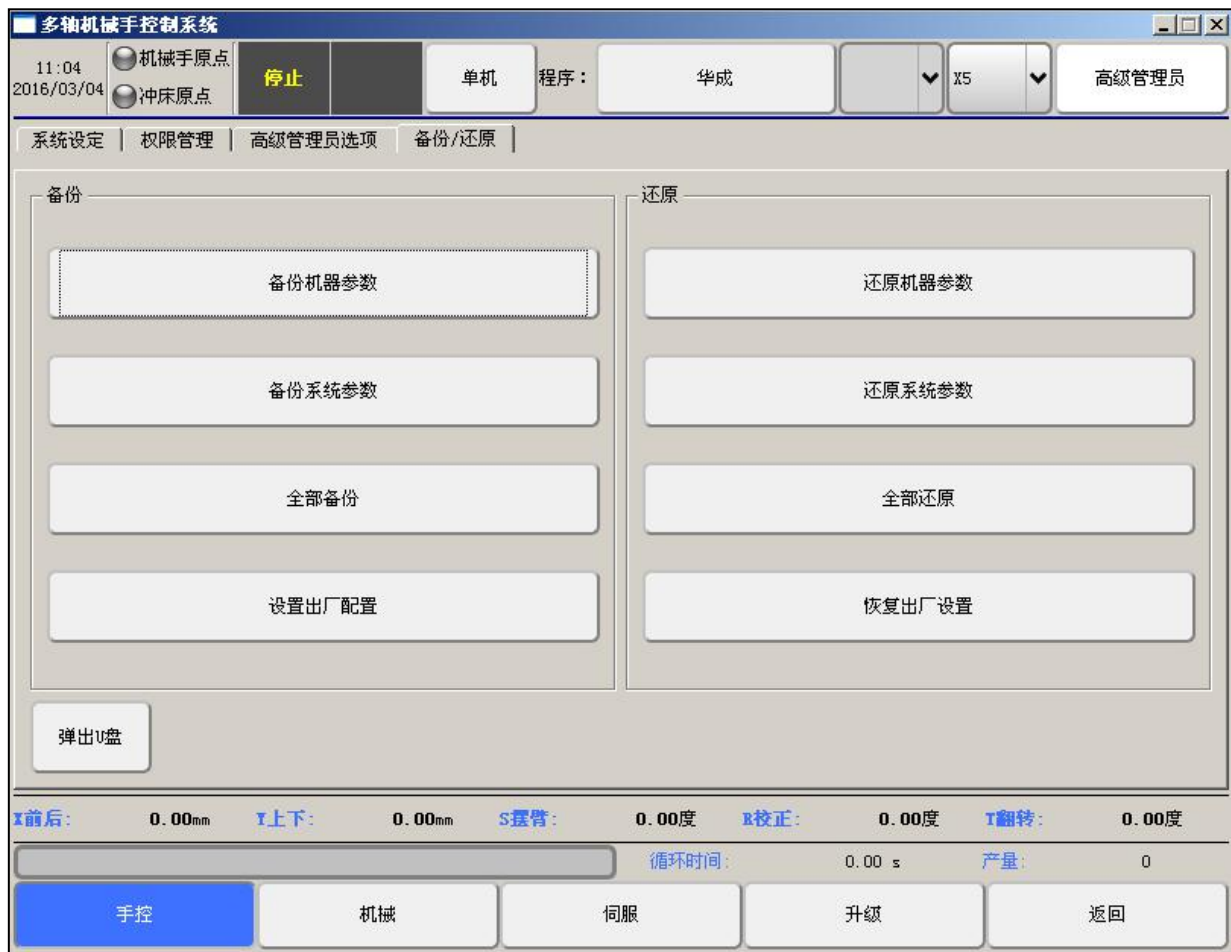 多轴机械手控制系统
11:04
2016/03/04
机械手原点
冲床原点
停止
单机
程序：
华成
X5
高级管理员
系统设定
权限管理
高级管理员选项
备份/还原
备份
还原
备份机器参数
还原机器参数
备份系统参数
还原系统参数
全部备份
全部还原
设置出厂配置
恢复出厂设置
弹出U盘
X前后: 0.00mm Y上下: 0.00mm S摆臂: 0.00度 R校正: 0.00度 T翻转: 0.00度
循环时间: 0.00 s 产量: 0
手控
机械
伺服
升级
返回